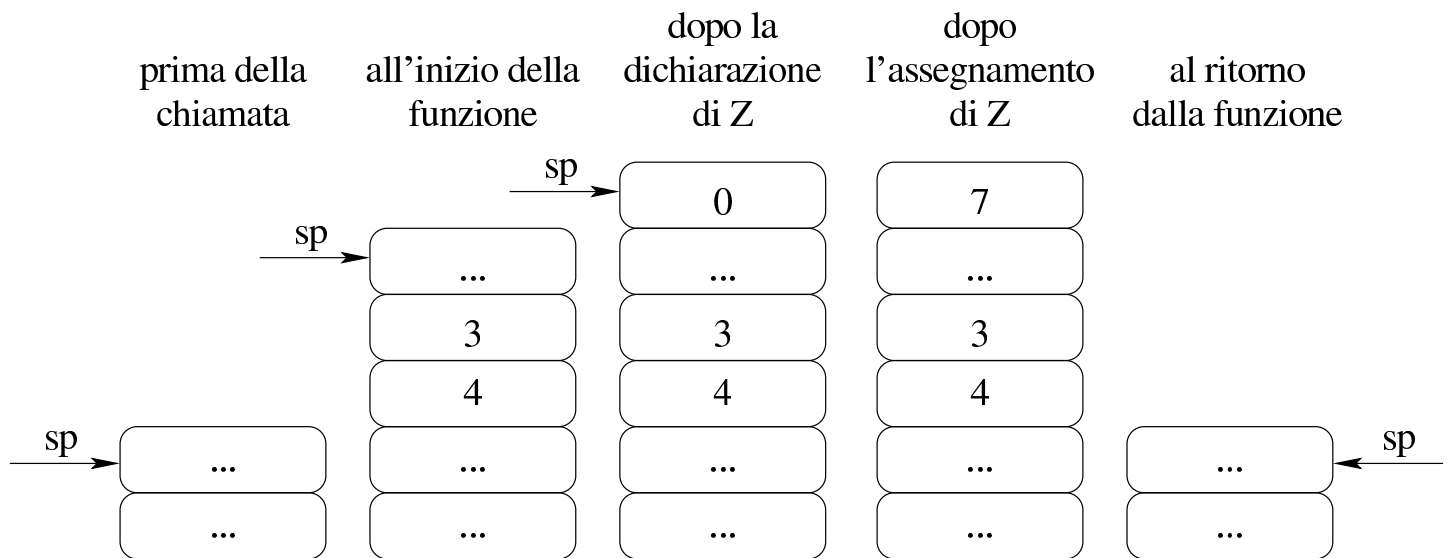 prima della
chiamata
all'inizio della
funzione
dopo la
dichiarazione
di Z
dopo
l'assegnamento
di Z
al ritorno
dalla funzione
sp
0
7
sp
...
...
...
3
3
3
4
4
4
sp
...
...
...
...
...
sp
...
...
...
...
...